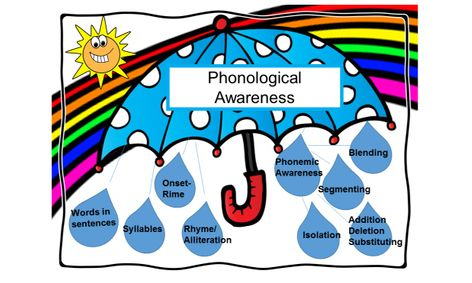 Phonological
Awareness
Blending
Phonemic
Awareness
Onset-
Rime
Segmenting
Words in
sentences
Syllables
Rhyme/
Alliteration
Isolation
Addition
Deletion
Substituting